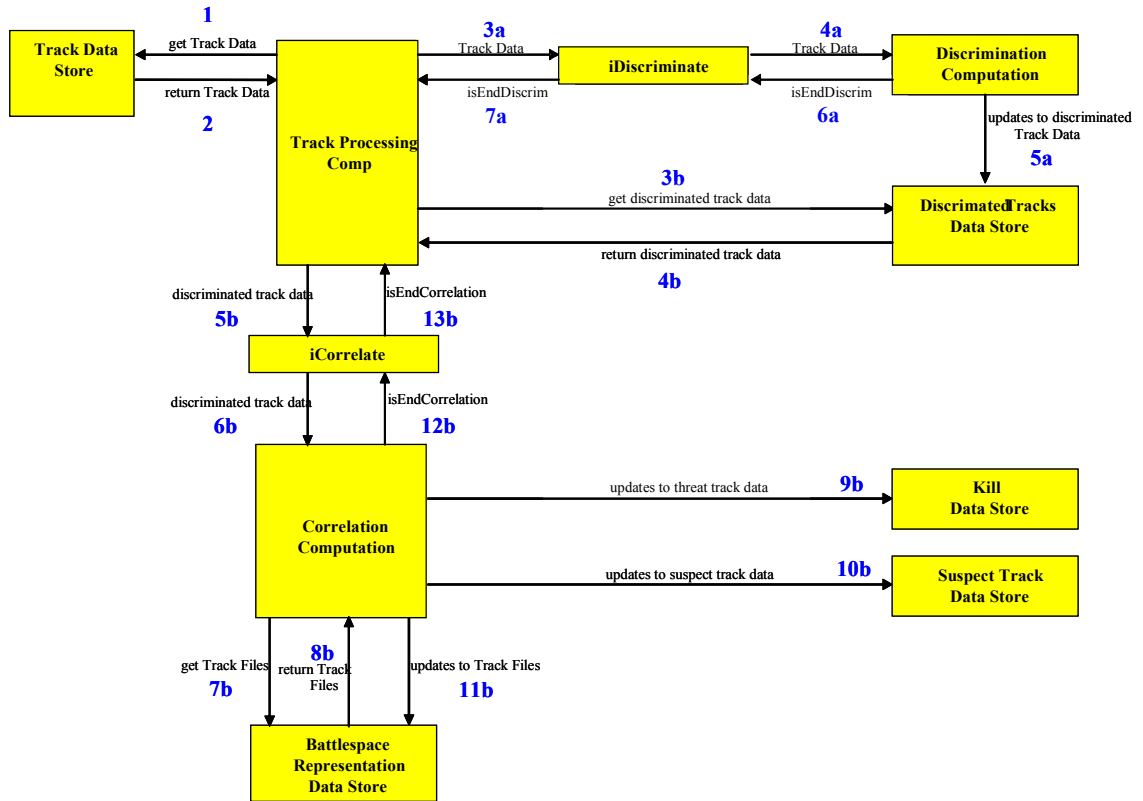 1
get Track Data
Track Data
Store
return Track Data
2
Track Processing
Comp
3a
Track Data
iDiscriminate
isEndDiscrim
7a
4a
Track Data
isEndDiscrim
6a
Discrimination
Computation
updates to discriminated
Track Data
5a
3b
get discriminated track data
DiscrimatedTracks
Data Store
return discriminated track data
4b
discriminated track data
5b
isEndCorrelation
13b
iCorrelate
discriminated track data
6b
isEndCorrelation
12b
Correlation
Computation
updates to threat track data
9b
Kill
Data Store
updates to suspect track data
10b
Suspect Track
Data Store
get Track Files
7b
8b
return Track
Files
updates to Track Files
11b
Battlespace
Representation
Data Store